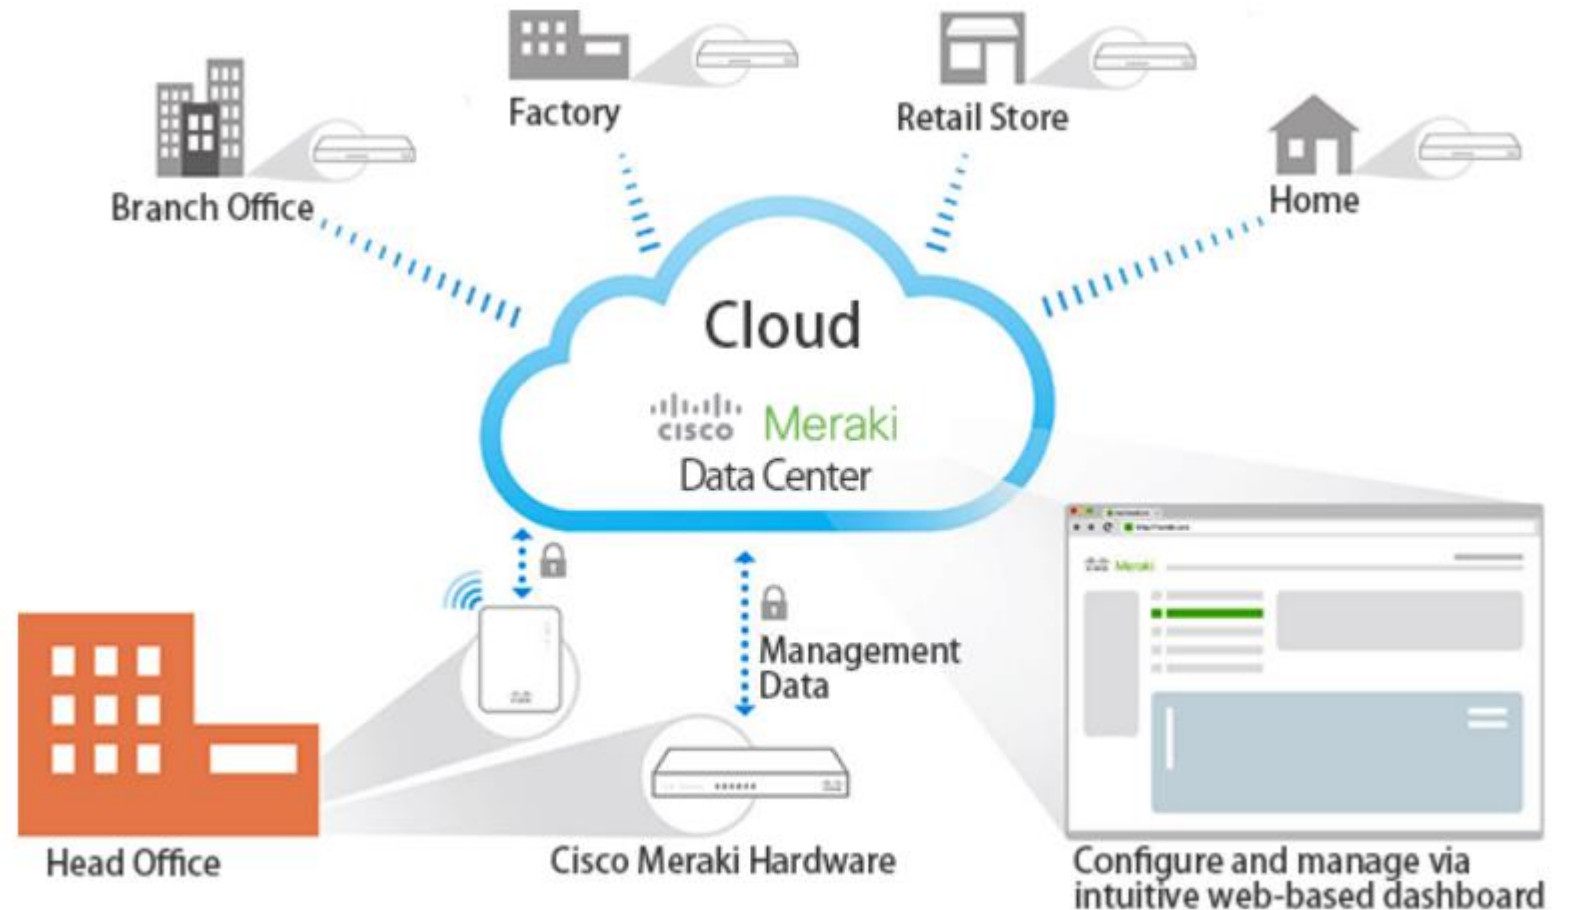 Factory
Retail Store
Branch Office
Home
Cloud
CISCO Meraki
Data Center
Management
Data
Meraki
Head Office
Cisco Meraki Hardware
Configure and manage via
intuitive web-based dashboard